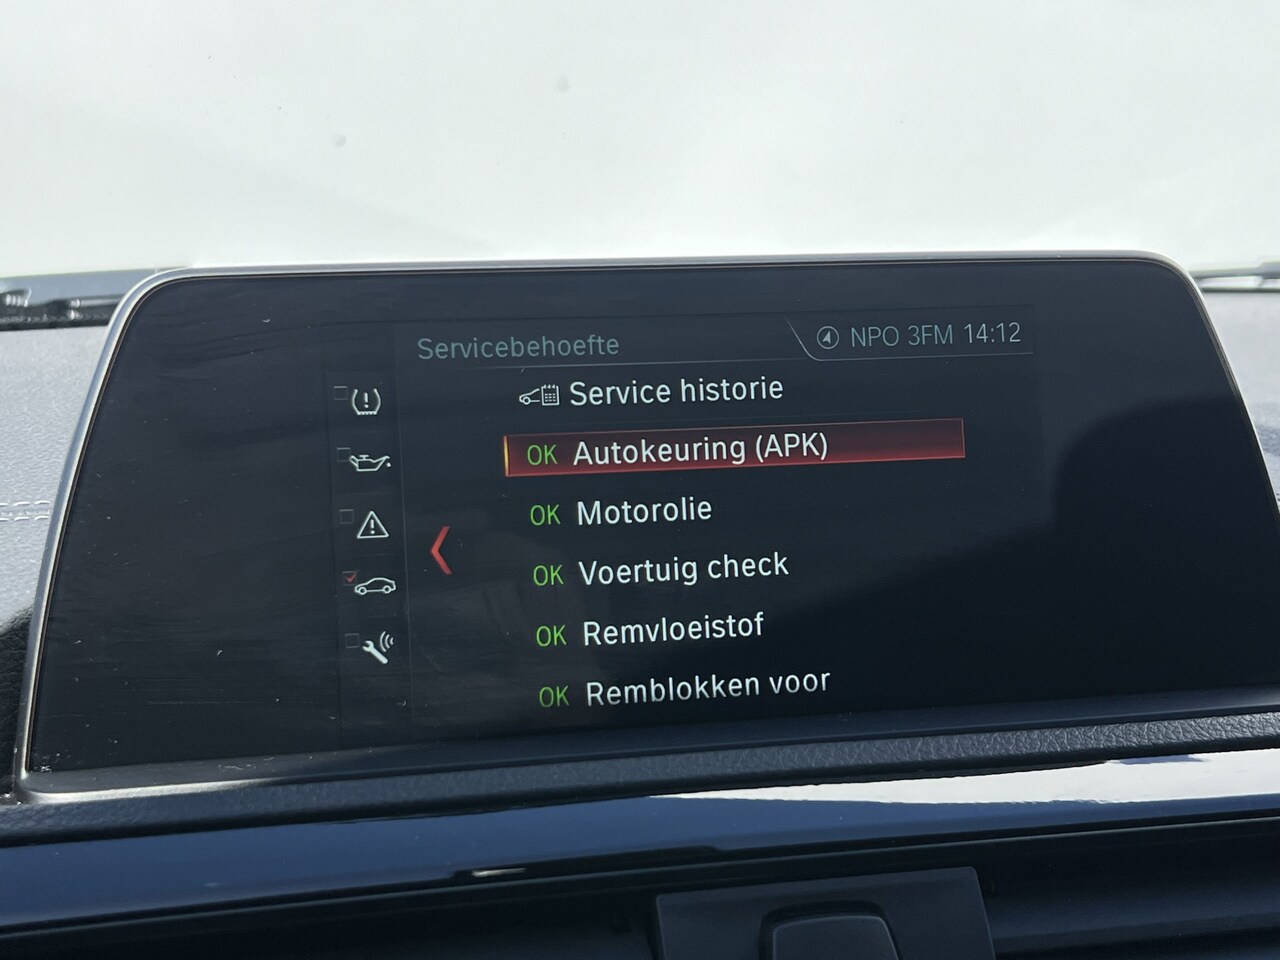 Servicebehoefte
NPO 3FM 14:12
Service historie
OK Autokeuring (APK)
OK Motorolie
OK Voertuig check
OK Remvloeistof
OK Remblokken voor